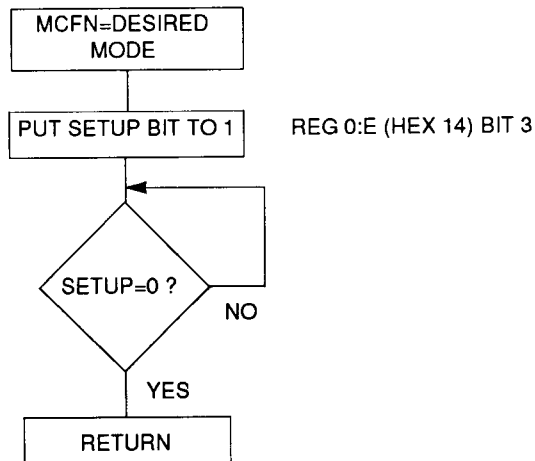 MCFN=DESIRED
MODE
PUT SETUP BIT TO 1
REG 0:E (HEX 14) BIT 3
SETUP=0 ?
NO
YES
RETURN